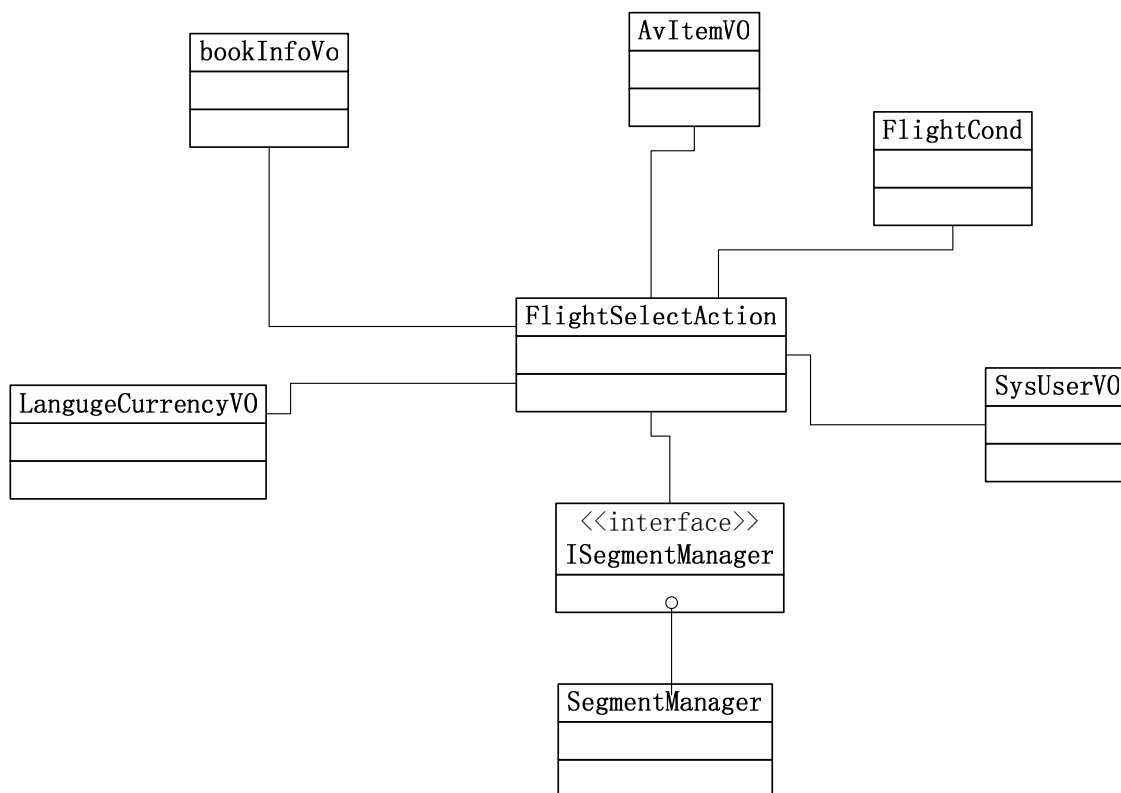 AvItemVO
bookInfoVo
FlightCond
FlightSelectAction
LangugeCurrencyVO
SysUserVO
<<interface>>
ISegmentManager
SegmentManager